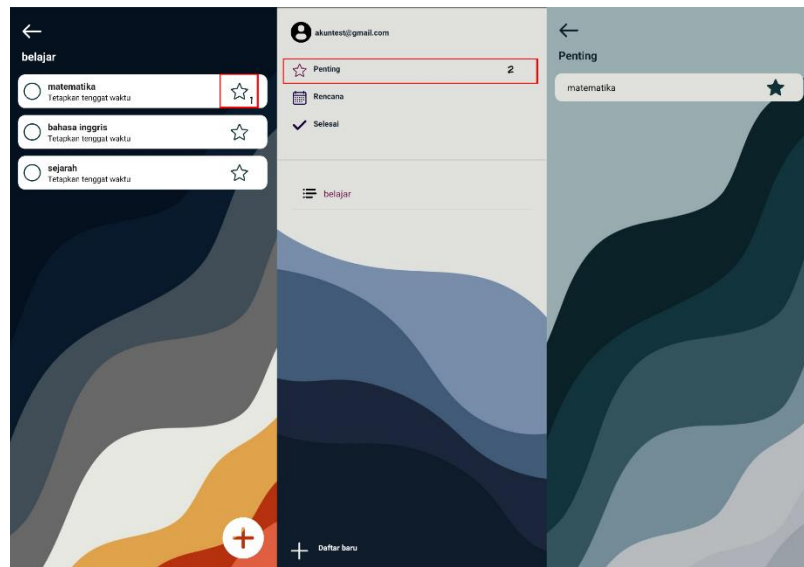 belajar
matematika
Tetapkan tenggat waktu
1
bahasa inggris
Tetapkan tenggat waktu
sejarah
Tetapkan tenggat waktu
akuntest@gmail.com
Penting 2
Rencana
Selesai
belajar
Daftar baru
Penting
matematika